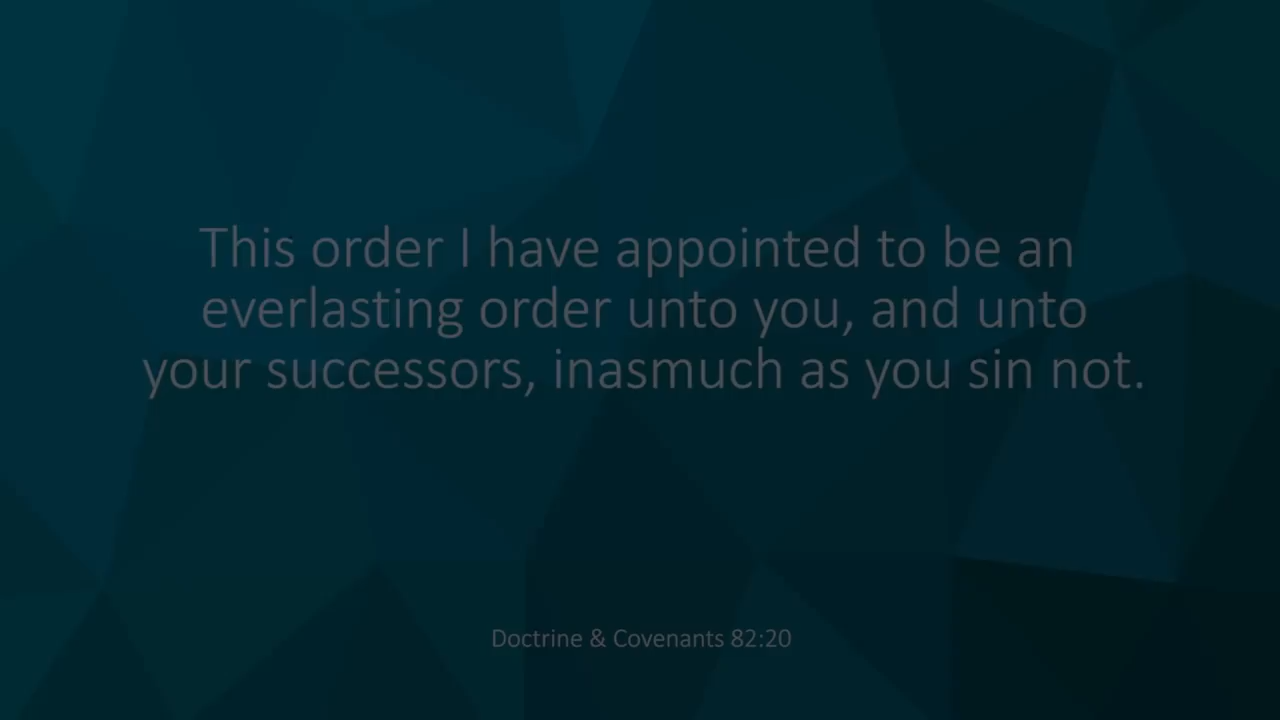 This order I have appointed to be an
everlasting order unto you, and unto
your successors, inasmuch as you sin not.
Doctrine & Covenants 82:20